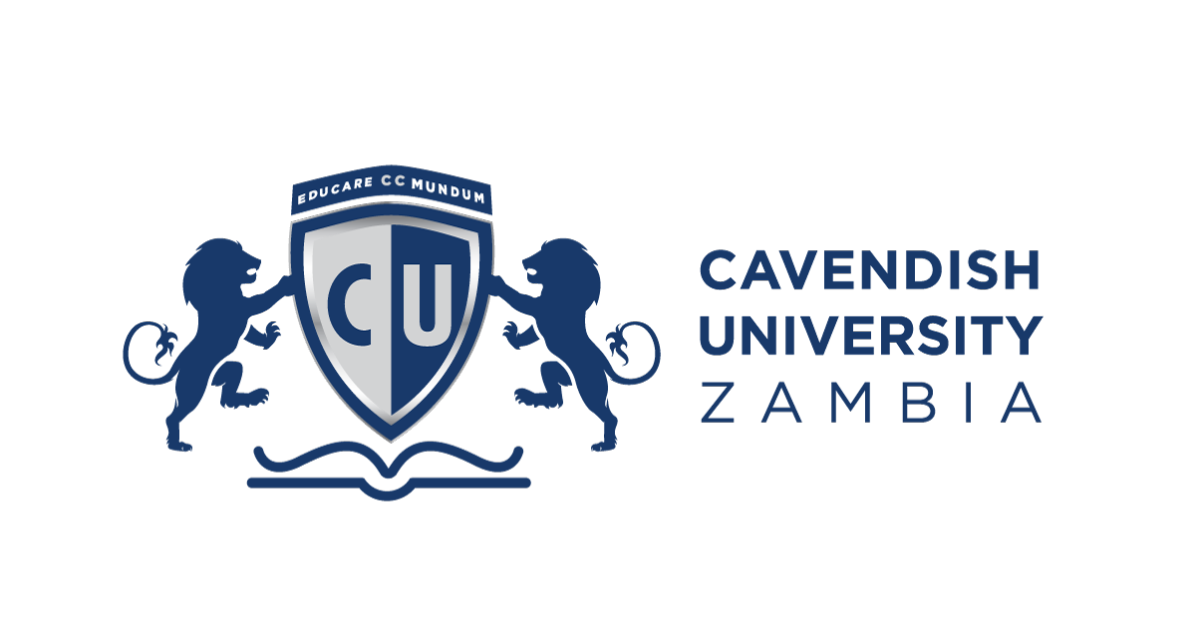 EDUCARE CC MUNDUM
CU
CAVENDISH
UNIVERSITY
ZAMBIA